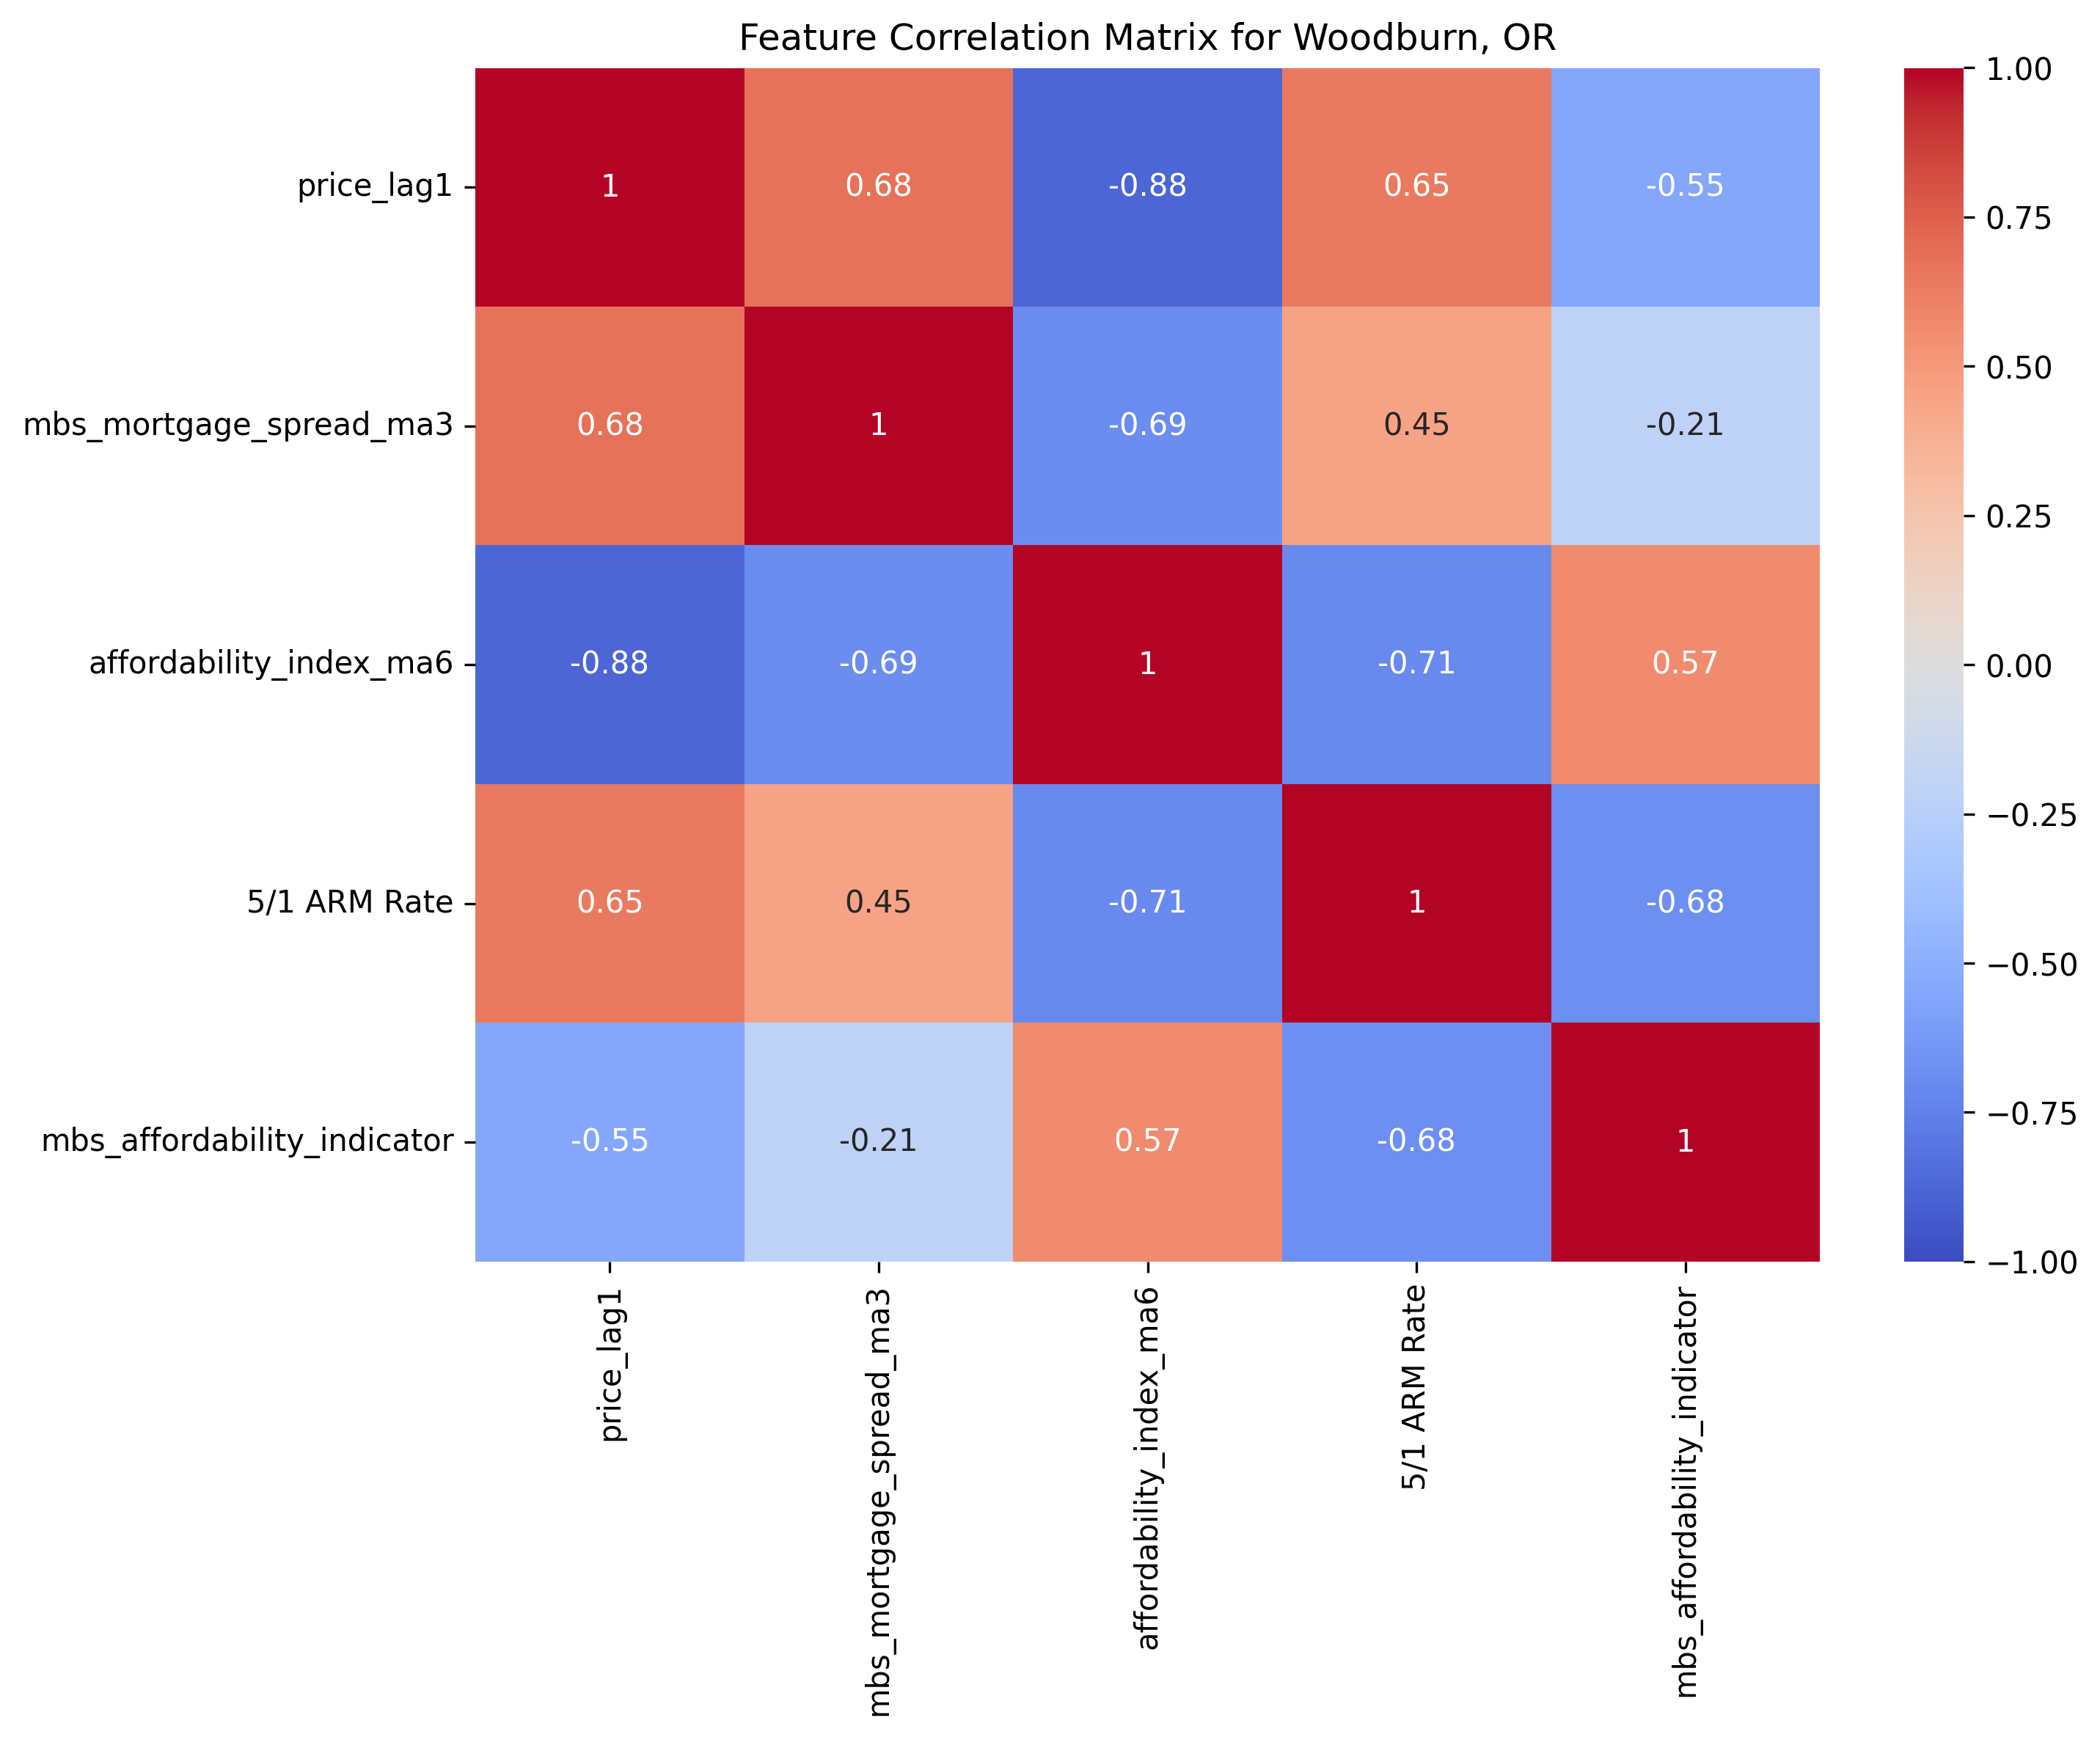 Feature Correlation Matrix for Woodburn, OR
price_lag1 1 0.68 -0.88 0.65 -0.55
mbs_mortgage_spread_ma3 0.68 1 -0.69 0.45 -0.21
affordability_index_ma6 -0.88 -0.69 1 -0.71 0.57
5/1 ARM Rate 0.65 0.45 -0.71 1 -0.68
mbs_affordability_indicator -0.55 -0.21 0.57 -0.68 1
price_lag1
mbs_mortgage_spread_ma3
affordability_index_ma6
5/1 ARM Rate
mbs_affordability_indicator
1.00
0.75
0.50
0.25
0.00
−0.25
−0.50
−0.75
−1.00